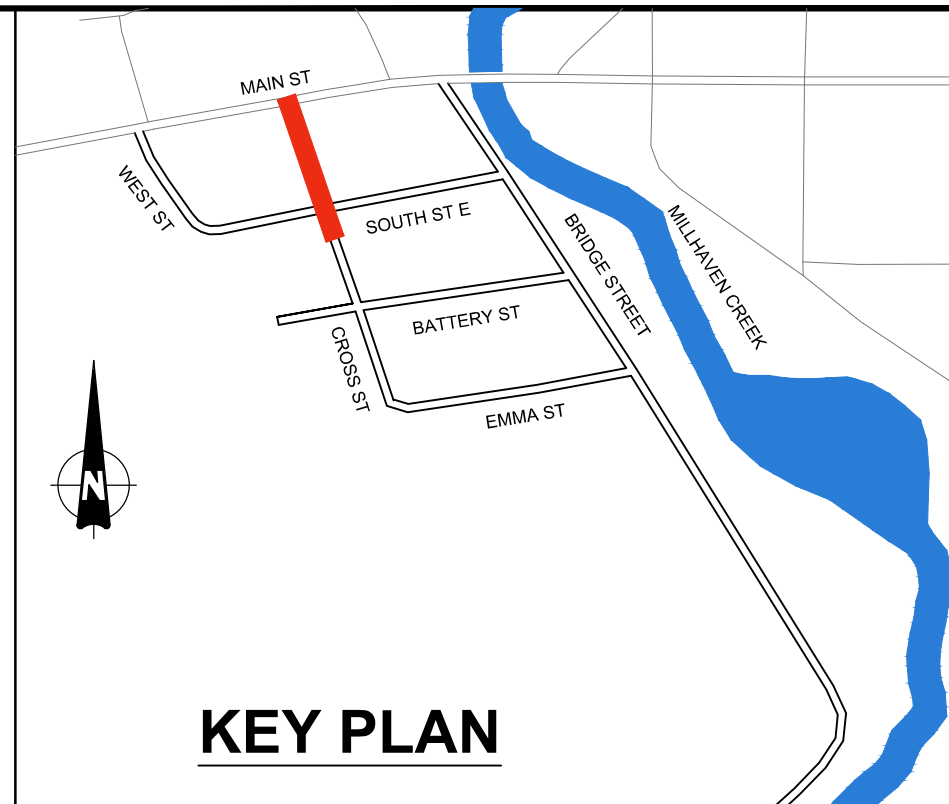 MAIN ST
WEST ST
SOUTH ST E
BRIDGE STREET
MILLHAVEN CREEK
BATTERY ST
CROSS ST
EMMA ST
N
KEY PLAN